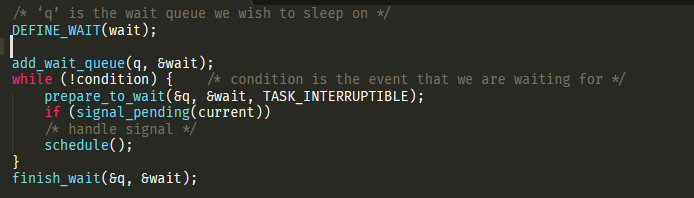 /* ‘q’ is the wait queue we wish to sleep on */
DEFINE_WAIT(wait);

add_wait_queue(q, &wait);
while (!condition) {    /* condition is the event that we are waiting for */
    prepare_to_wait(&q, &wait, TASK_INTERRUPTIBLE);
    if (signal_pending(current))
    /* handle signal */
    schedule();
}
finish_wait(&q, &wait);